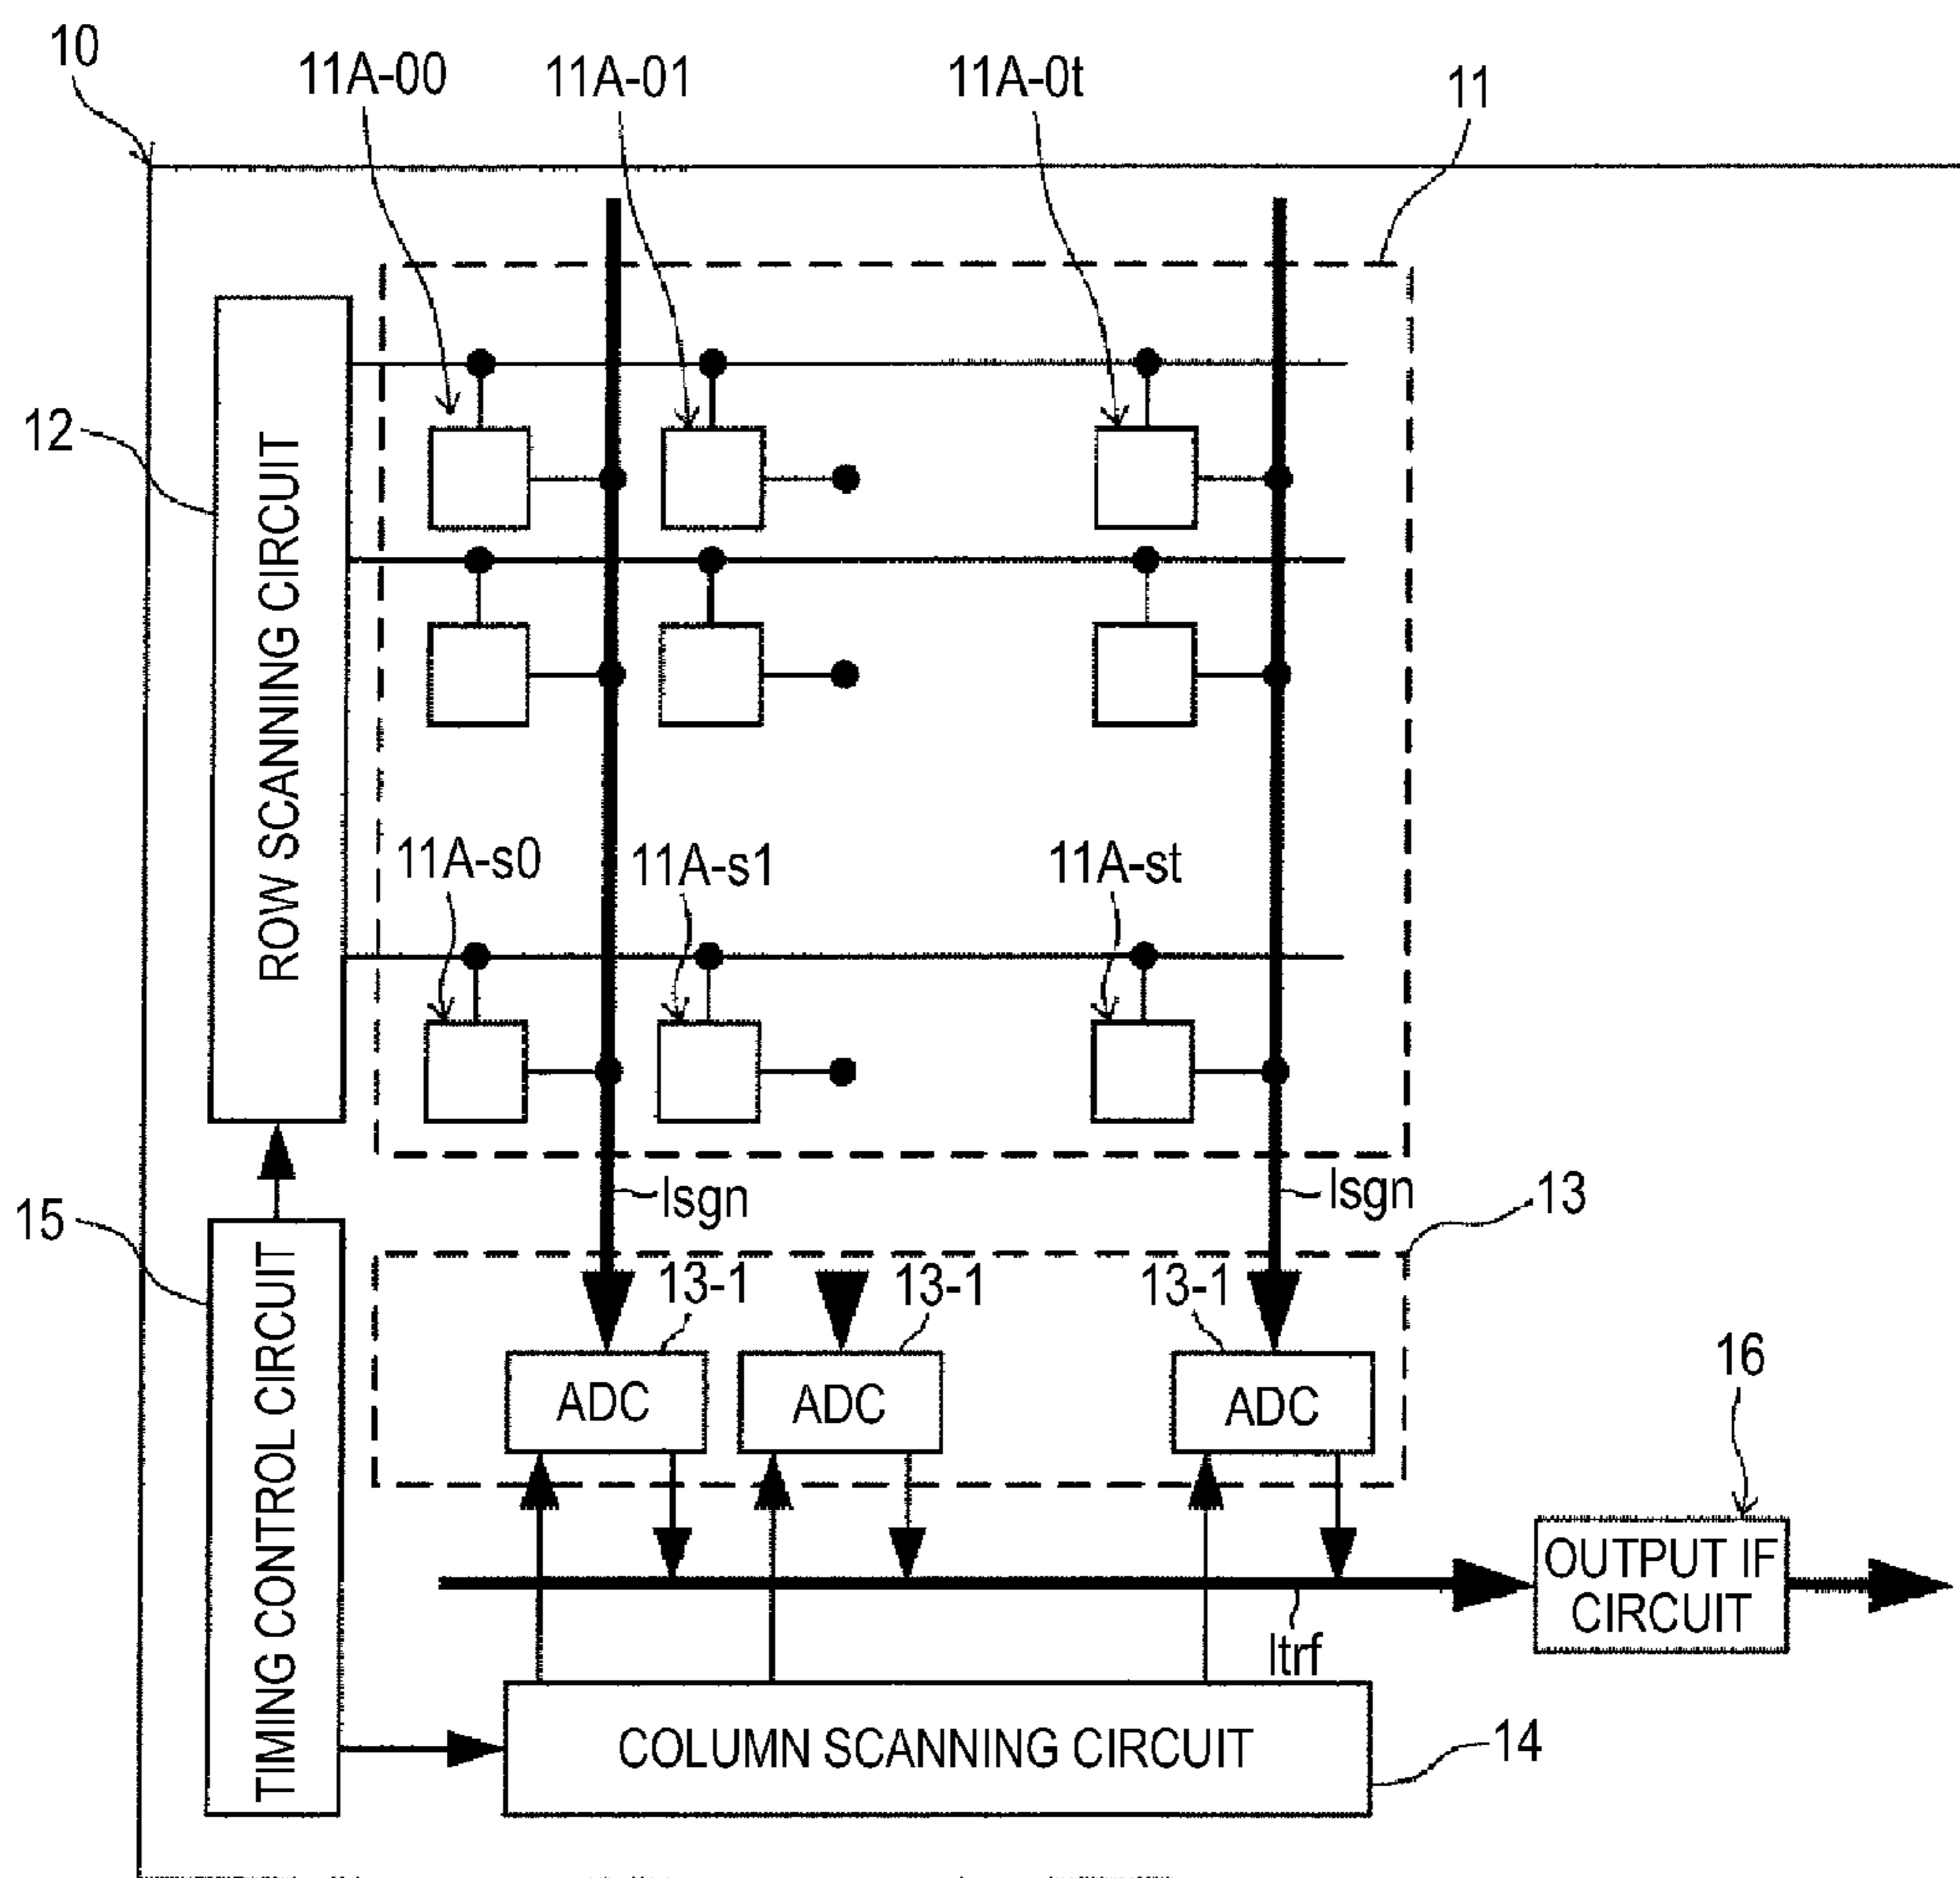 10
11A-00
11A-01
11A-0t
11
12
ROW SCANNING CIRCUIT
11A-s0
11A-s1
11A-st
lsgn
lsgn
13
15
TIMING CONTROL CIRCUIT
13-1
13-1
13-1
ADC
ADC
ADC
16
OUTPUT IF
CIRCUIT
ltrf
COLUMN SCANNING CIRCUIT
14